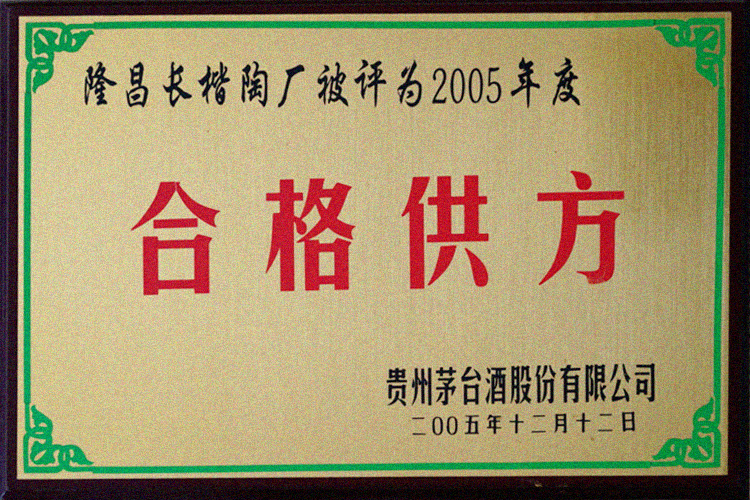 隆昌长楷陶厂被评为2005年度
合格供方
贵州茅台酒股份有限公司
二00五年十二月十二日